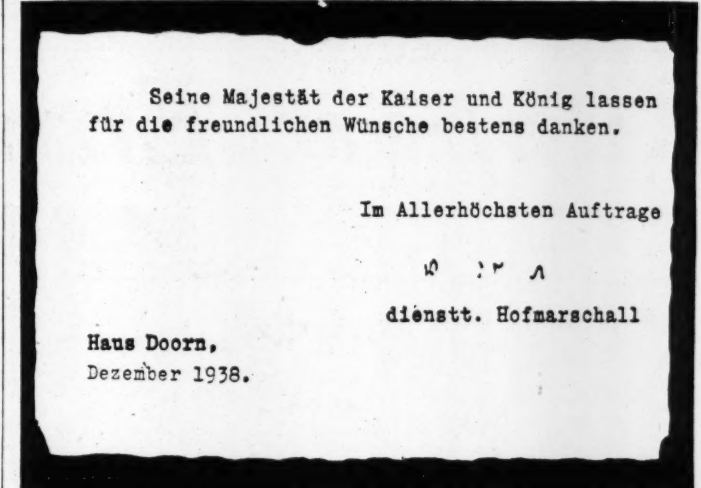 Seine Majestät der Kaiser und König lassen
für die freundlichen Wünsche bestens danken.
Im Allerhöchsten Auftrage
dienstt. Hofmarschall
Haus Doorn,
Dezember 1938.